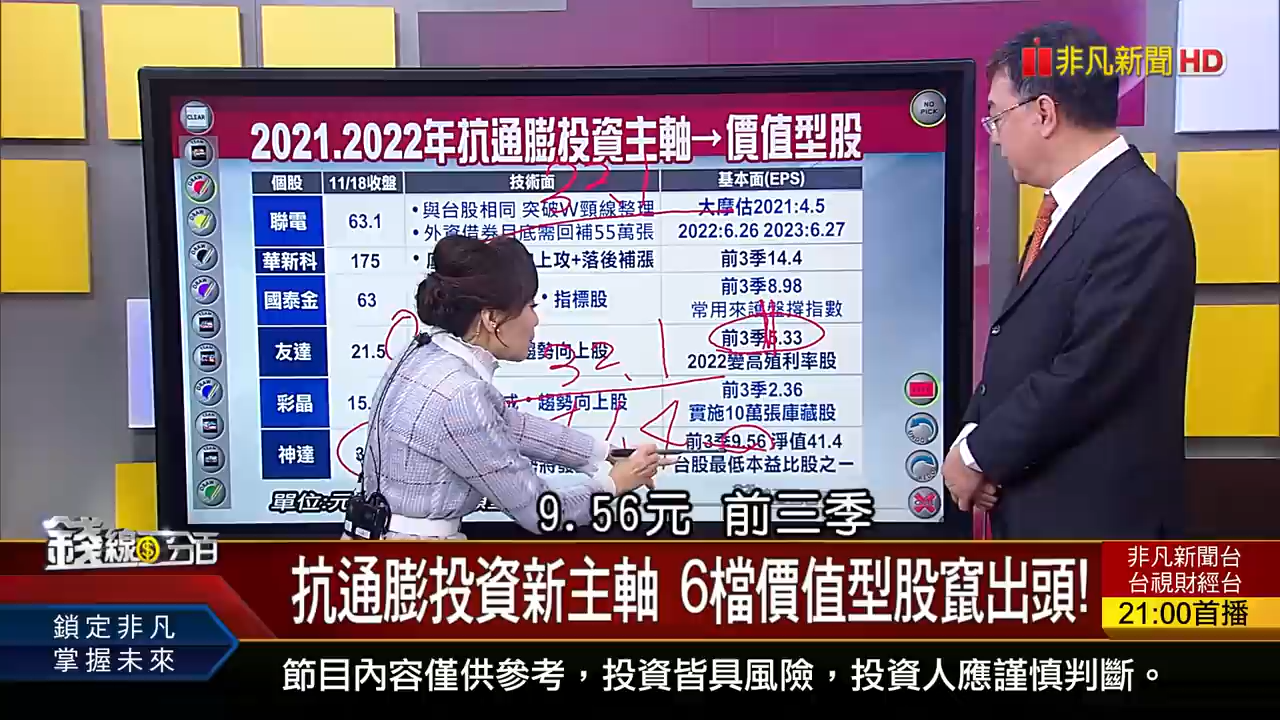 非凡新聞HD
CLEAR
NO PICK
2021.2022年抗通膨投資主軸→價值型股
個股 11/18收盤 技術面 基本面(EPS)
聯電 63.1 •與台股相同 突破W頸線整理 大摩估2021:4.5
•外資借券月底需回補55萬張 2022:6.26 2023:6.27
華新科 175 • 上攻+落後補漲 前3季14.4
國泰金 63 •指標股 前3季8.98
常用來護盤撐指數
友達 21.5 趨勢向上股 前3季5.33
2022變高殖利率股
彩晶 15. •趨勢向上股 前3季2.36
實施10萬張庫藏股
神達 3 前3季9.56 淨值41.4
台股最低本益比股之一
單位:元
32.1
41.4
9.56元 前三季
錢線百分百
抗通膨投資新主軸 6檔價值型股竄出頭!
非凡新聞台
台視財經台
21:00首播
鎖定非凡
掌握未來
節目內容僅供參考，投資皆具風險，投資人應謹慎判斷。